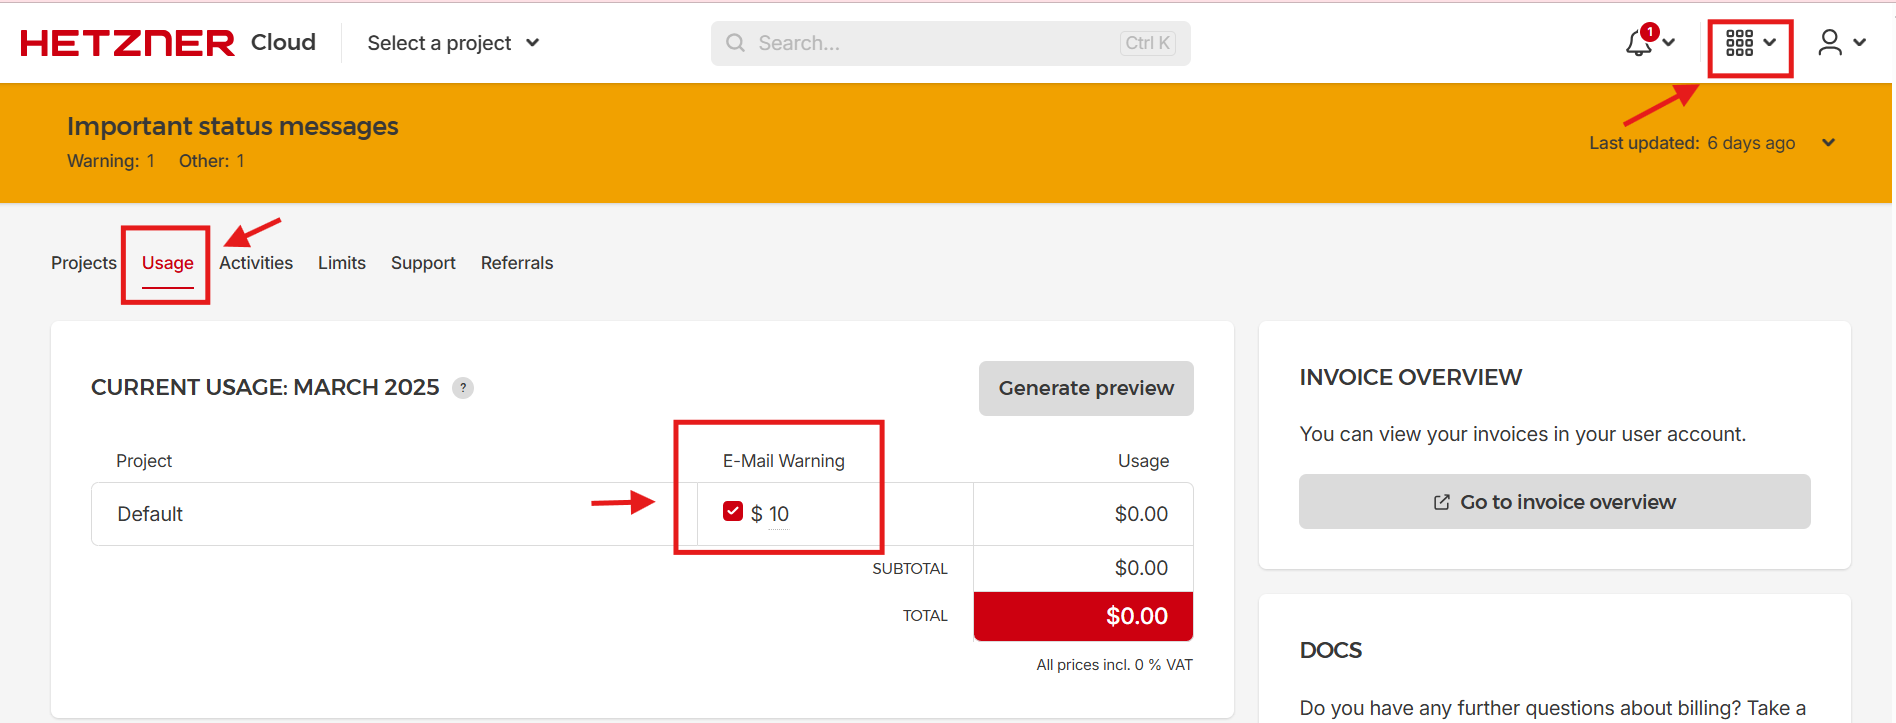 HETZNER Cloud Select a project Search... Ctrl K 1
Important status messages
Warning: 1 Other: 1
Last updated: 6 days ago
Projects Usage Activities Limits Support Referrals
CURRENT USAGE: MARCH 2025 ?
Generate preview
Project E-Mail Warning Usage
Default $ 10 $0.00
SUBTOTAL $0.00
TOTAL $0.00
All prices incl. 0 % VAT
INVOICE OVERVIEW
You can view your invoices in your user account.
Go to invoice overview
DOCS
Do you have any further questions about billing? Take a